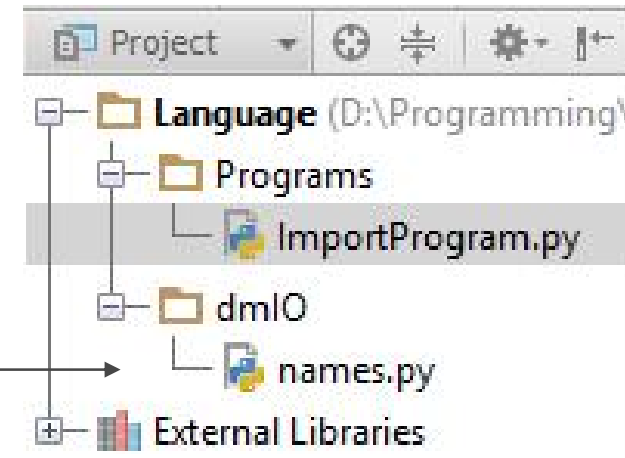 Project
Language (D:\Programming\
Programs
ImportProgram.py
dmIO
names.py
External Libraries